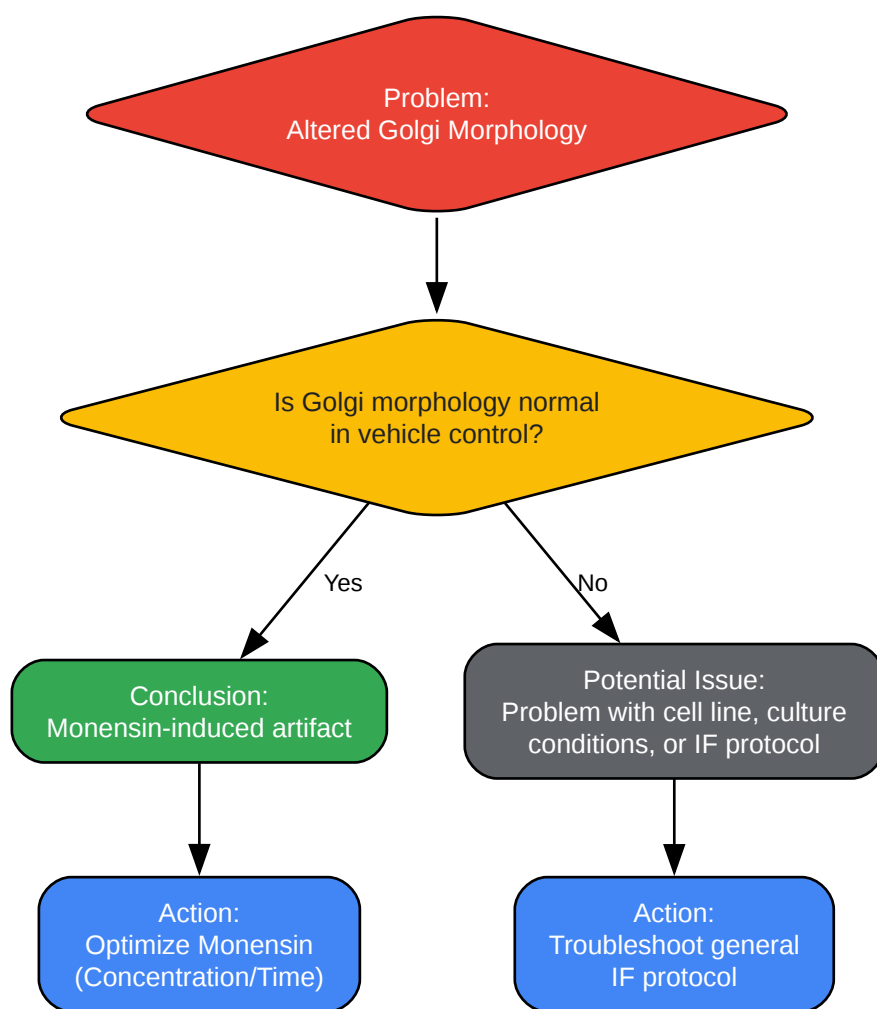 Problem:
Altered Golgi Morphology
Is Golgi morphology normal
in vehicle control?
Yes
No
Conclusion:
Monensin-induced artifact
Potential Issue:
Problem with cell line, culture
conditions, or IF protocol
Action:
Optimize Monensin
(Concentration/Time)
Action:
Troubleshoot general
IF protocol